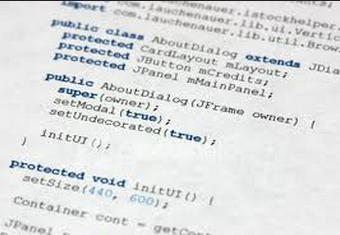 import com.lauchenauer.istockhelper.
import com.lauchenauer.lib.ui.Vertic
com.lauchenauer.lib.util.Brow
public class AboutDialog extends JDia
protected CardLayout mLayout;
protected JButton mCredits;
protected JPanel mMainPanel;
public AboutDialog(JFrame owner) {
super(owner);
setModal(true);
setUndecorated(true);
initUI();
}
protected void initUI() {
setSize(440, 600);
Container cont = getCont
JPanel